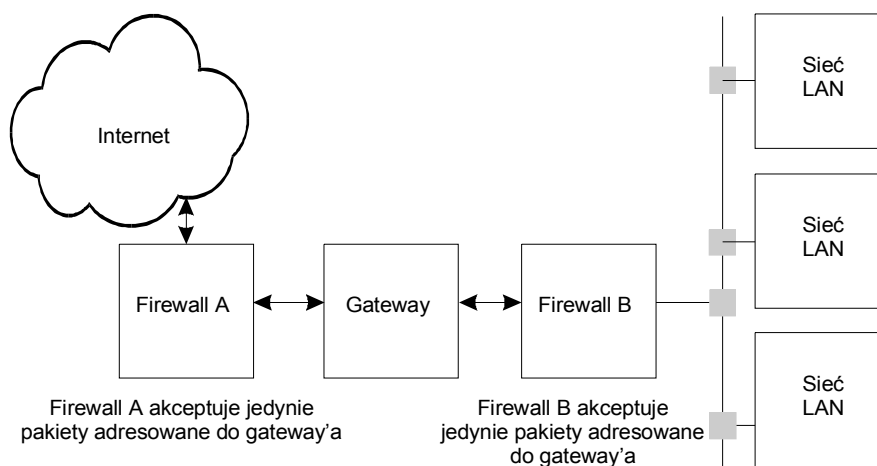 Internet
Sieć
LAN
Sieć
LAN
Firewall A
Gateway
Firewall B
Sieć
LAN
Firewall A akceptuje jedynie
pakiety adresowane do gateway’a
Firewall B akceptuje
jedynie pakiety adresowane
do gateway’a